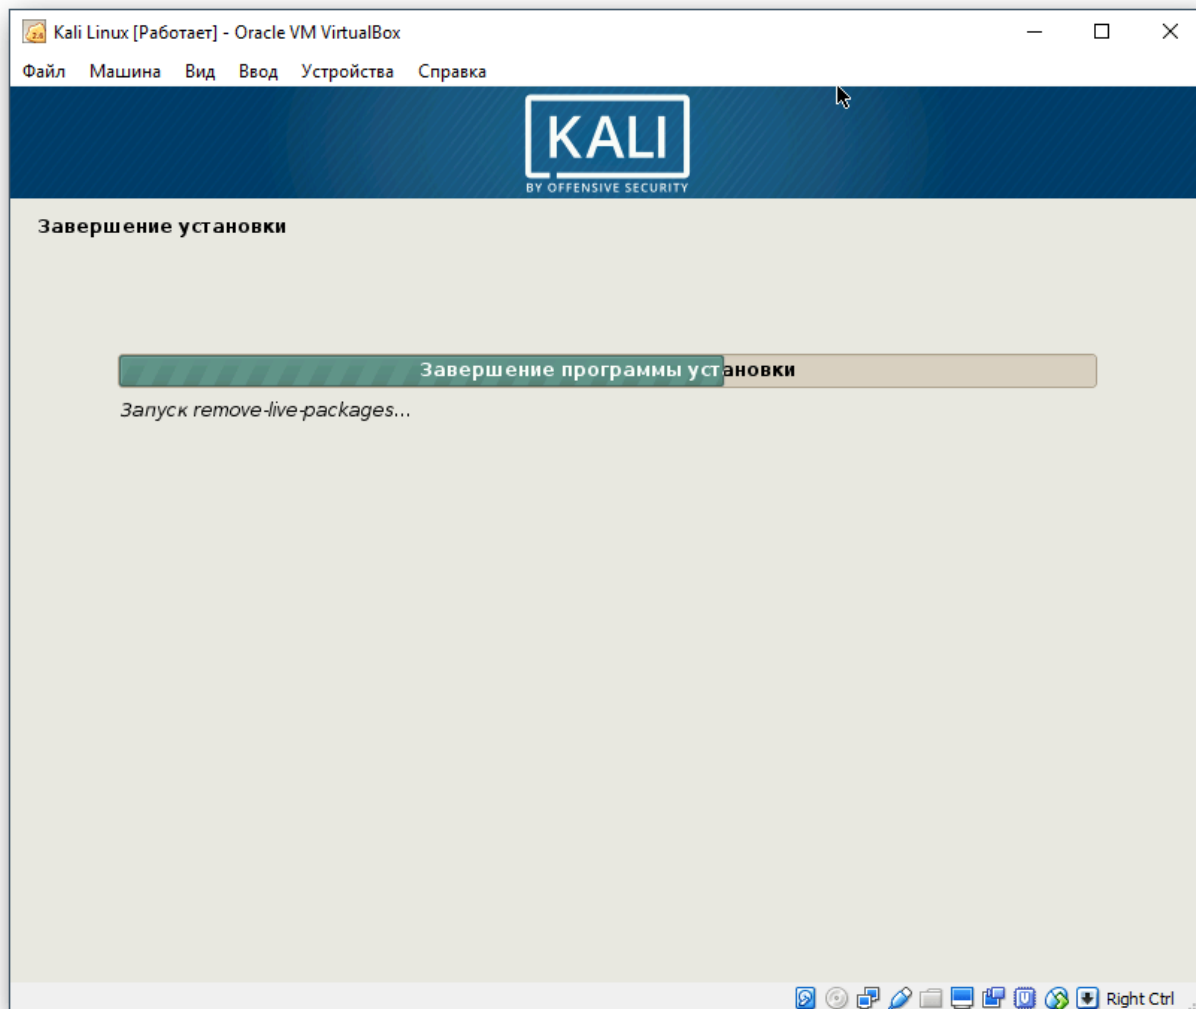 Kali Linux [Работает] - Oracle VM VirtualBox
Файл Машина Вид Ввод Устройства Справка
KALI
BY OFFENSIVE SECURITY
Завершение установки
Завершение программы установки
Запуск remove-live-packages...
Right Ctrl